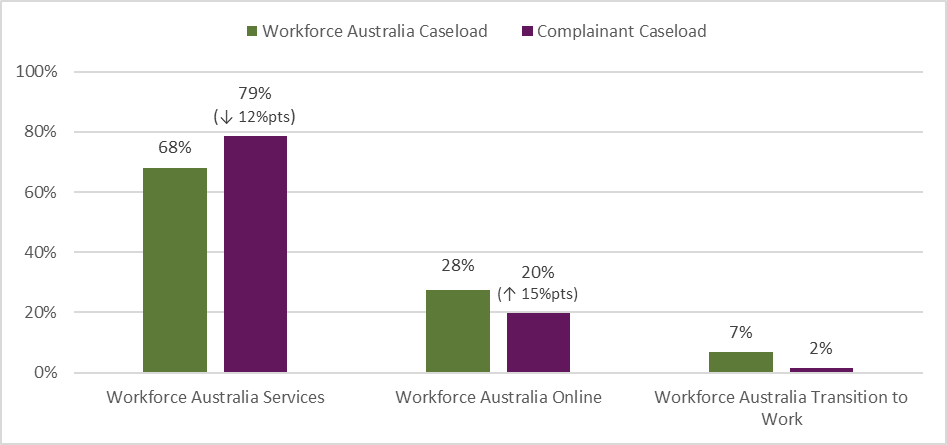 Workforce Australia Caseload
Complainant Caseload
100%
80%
60%
40%
20%
0%
68%
79%
(↓ 12%pts)
28%
20%
(↑ 15%pts)
7%
2%
Workforce Australia Services
Workforce Australia Online
Workforce Australia Transition to
Work